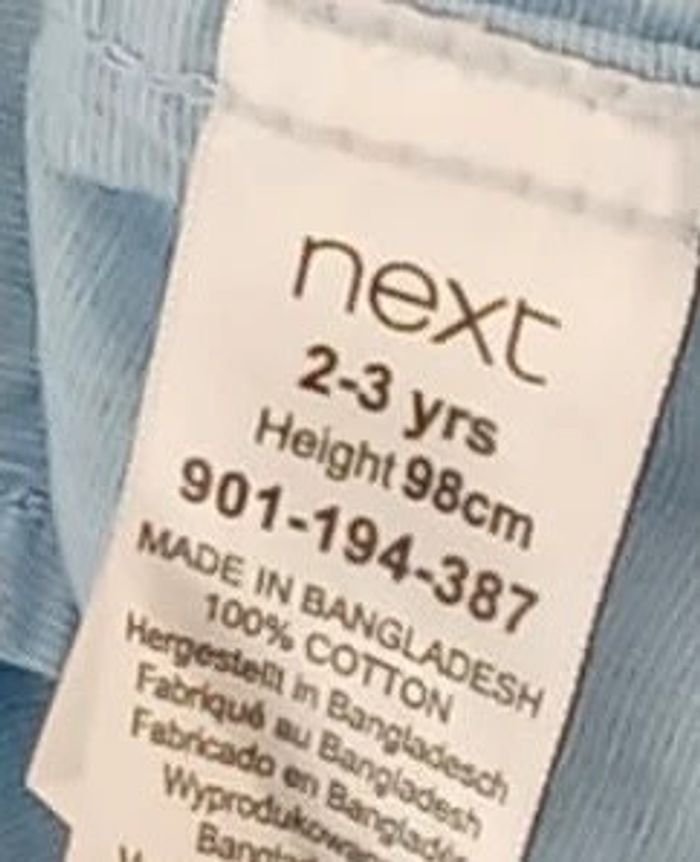 next
2-3 yrs
Height 98cm
901-194-387
MADE IN BANGLADESH
100% COTTON
Hergestellt in Bangladesch
Fabriqué au Bangladesh
Fabricado en